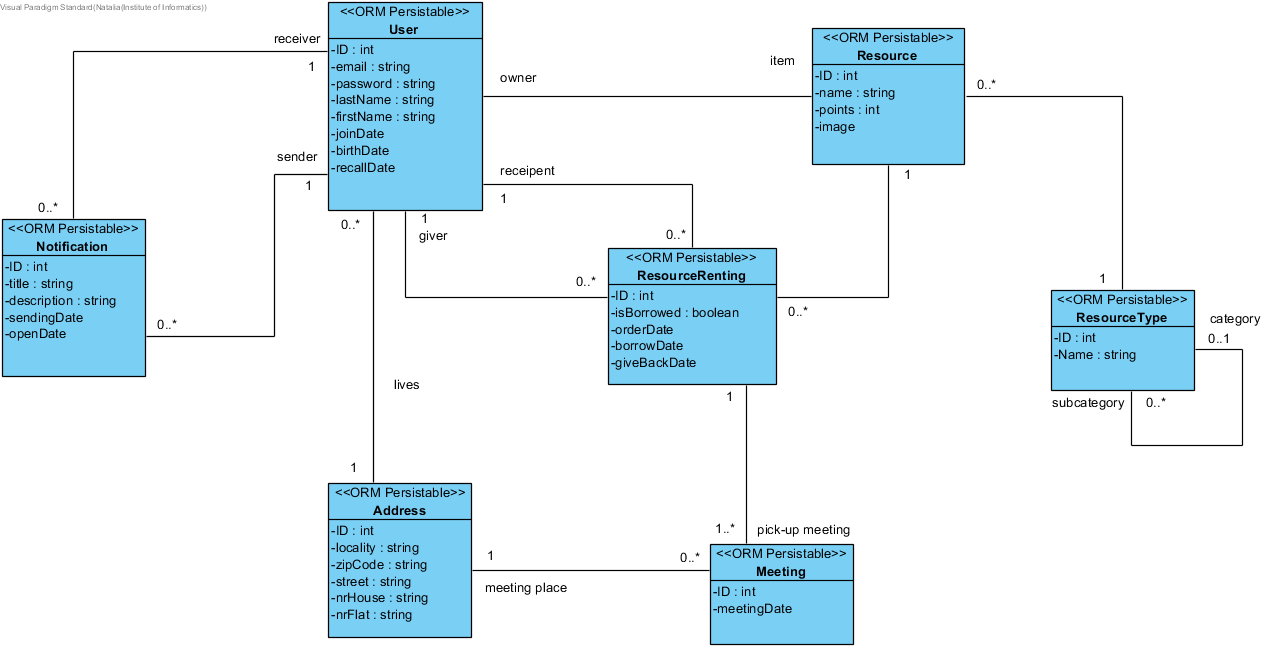 Visual Paradigm Standard(Natalia(Institute of Informatics))
<<ORM Persistable>>
User
-ID : int
-email : string
-password : string
-lastName : string
-firstName : string
-joinDate
-birthDate
-recallDate
receiver
1
sender
1
owner
item
receipent
1
0..*
1
giver
0..*
0..*
<<ORM Persistable>>
Resource
-ID : int
-name : string
-points : int
-image
0..*
1
1
0..*
0..*
<<ORM Persistable>>
Notification
-ID : int
-title : string
-description : string
-sendingDate
-openDate
0..*
<<ORM Persistable>>
ResourceRenting
-ID : int
-isBorrowed : boolean
-orderDate
-borrowDate
-giveBackDate
1
<<ORM Persistable>>
ResourceType
-ID : int
-Name : string
category
0..1
subcategory
0..*
lives
1
<<ORM Persistable>>
Address
-ID : int
-locality : string
-zipCode : string
-street : string
-nrHouse : string
-nrFlat : string
1
0..*
meeting place
1..*
pick-up meeting
<<ORM Persistable>>
Meeting
-ID : int
-meetingDate